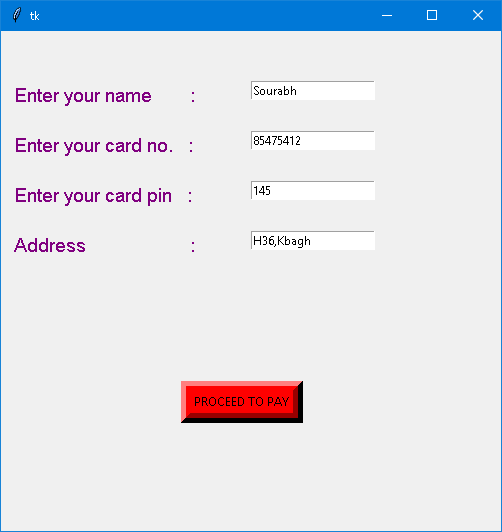 tk
Enter your name : Sourabh
Enter your card no. : 85475412
Enter your card pin : 145
Address : H36,Kbagh
PROCEED TO PAY